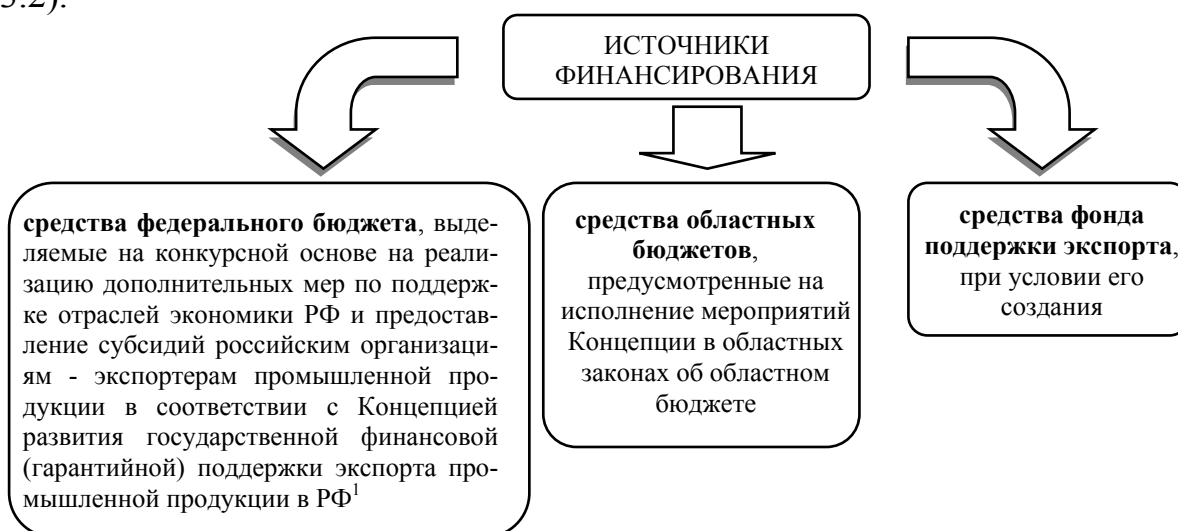 3.2).
ИСТОЧНИКИ
ФИНАНСИРОВАНИЯ
средства федерального бюджета, выде-
ляемые на конкурсной основе на реали-
зацию дополнительных мер по поддерж-
ке отраслей экономики РФ и предостав-
ление субсидий российским организаци-
ям - экспортерам промышленной про-
дукции в соответствии с Концепцией
развития государственной финансовой
(гарантийной) поддержки экспорта про-
мышленной продукции в РФ1
средства областных
бюджетов,
предусмотренные на
исполнение мероприятий
Концепции в областных
законах об областном
бюджете
средства фонда
поддержки экспорта,
при условии его
создания